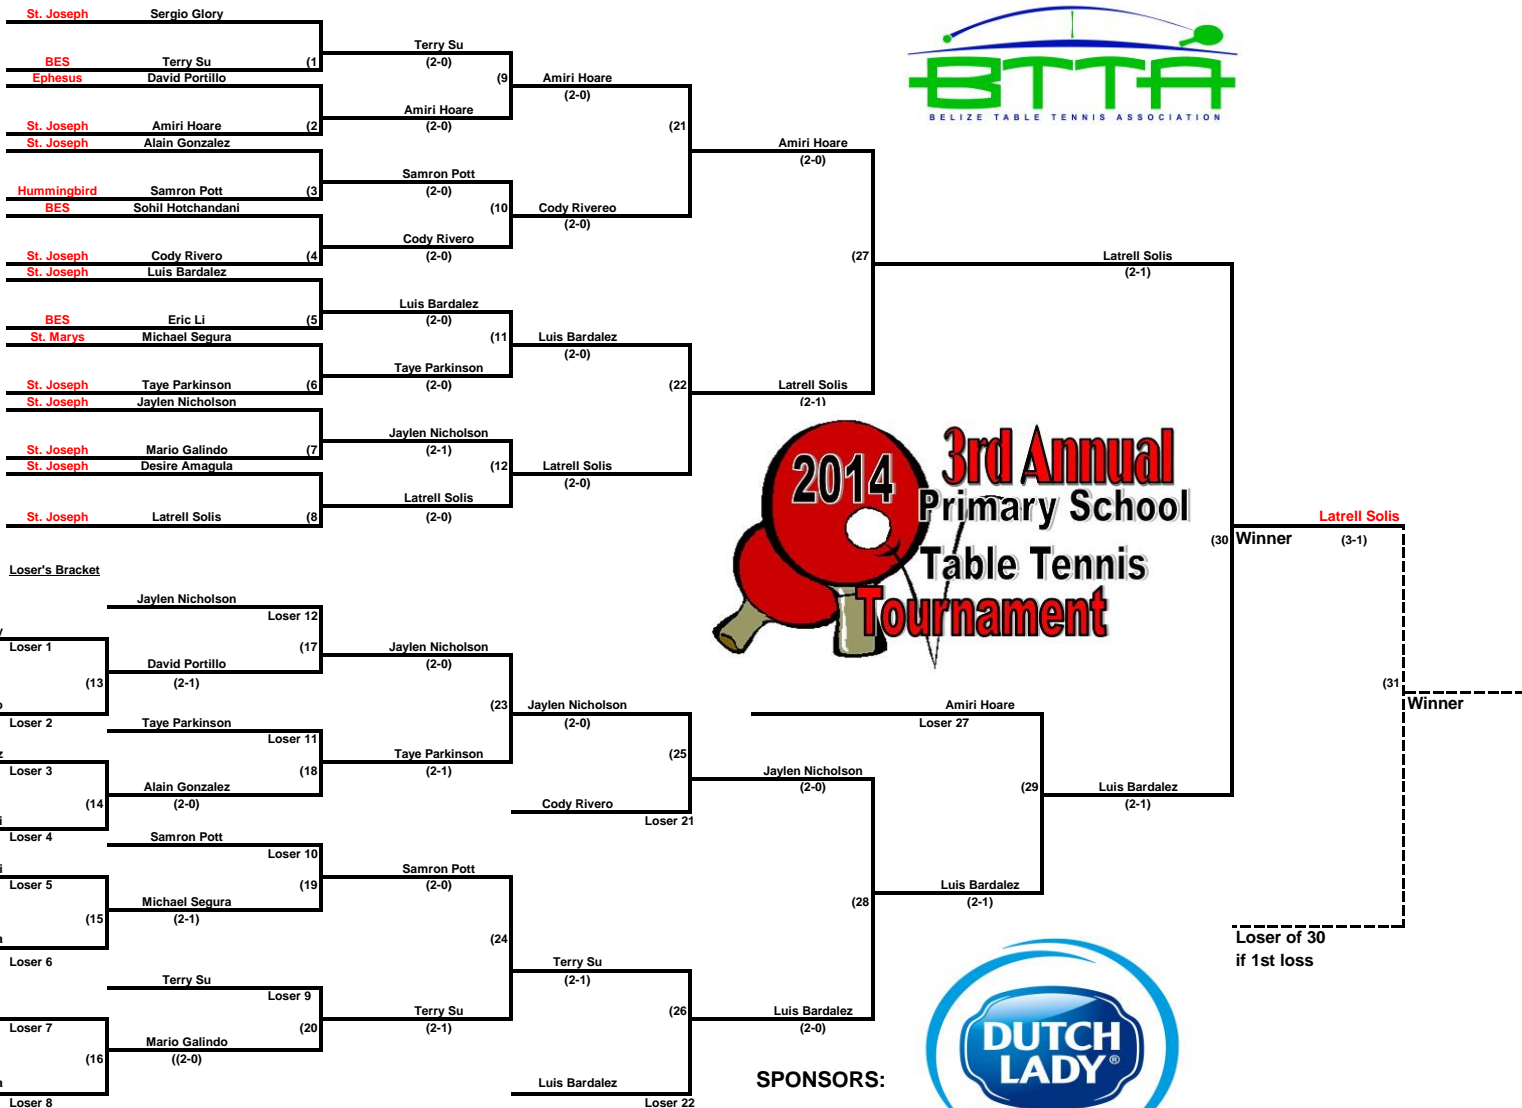 St. Joseph Sergio Glory
Terry Su
BES Terry Su (1 (2-0)
Ephesus David Portillo (9 Amiri Hoare
(2-0)
Amiri Hoare
St. Joseph Amiri Hoare (2 (2-0) (21
St. Joseph Alain Gonzalez Amiri Hoare
(2-0)
Samron Pott
Hummingbird Samron Pott (3 (2-0)
BES Sohil Hotchandani (10 Cody Rivereo
(2-0)
Cody Rivero
St. Joseph Cody Rivero (4 (2-0) (27 Latrell Solis
St. Joseph Luis Bardalez (2-1)
Luis Bardalez
BES Eric Li (5 (2-0)
St. Marys Michael Segura (11 Luis Bardalez
(2-0)
Taye Parkinson
St. Joseph Taye Parkinson (6 (2-0) (22 Latrell Solis
St. Joseph Jaylen Nicholson (2-1)
Jaylen Nicholson
St. Joseph Mario Galindo (7 (2-1)
St. Joseph Desire Amagula (12 Latrell Solis
(2-0)
Latrell Solis
St. Joseph Latrell Solis (8 (2-0)
BTTA
BELIZE TABLE TENNIS ASSOCIATION
2014 3rd Annual
Primary School
Table Tennis
Tournament
Latrell Solis
(30 Winner (3-1)
Loser's Bracket
Jaylen Nicholson
Loser 12
Loser 1 (17 Jaylen Nicholson
David Portillo (2-0)
(13 (2-1)
(23 Jaylen Nicholson
Loser 2 Taye Parkinson (2-0)
Loser 11
Taye Parkinson
Loser 3 (18 (2-1) (25
Alain Gonzalez Jaylen Nicholson
(14 (2-0) (2-0)
Cody Rivero
Loser 4 Samron Pott Loser 21
Loser 10
Samron Pott
Loser 5 (19 (2-0)
Michael Segura
(15 (2-1)
(24
Loser 6 Terry Su
Terry Su (2-1)
Loser 9
Terry Su (26 Luis Bardalez
Loser 7 (20 (2-1) (2-0)
Mario Galindo
(16 ((2-0)
Luis Bardalez
Loser 8 Loser 22
Amiri Hoare
Loser 27
(29 Luis Bardalez
(2-1)
Luis Bardalez
(28 (2-1)
(31
Winner
Loser of 30
if 1st loss
SPONSORS:
DUTCH
LADY®